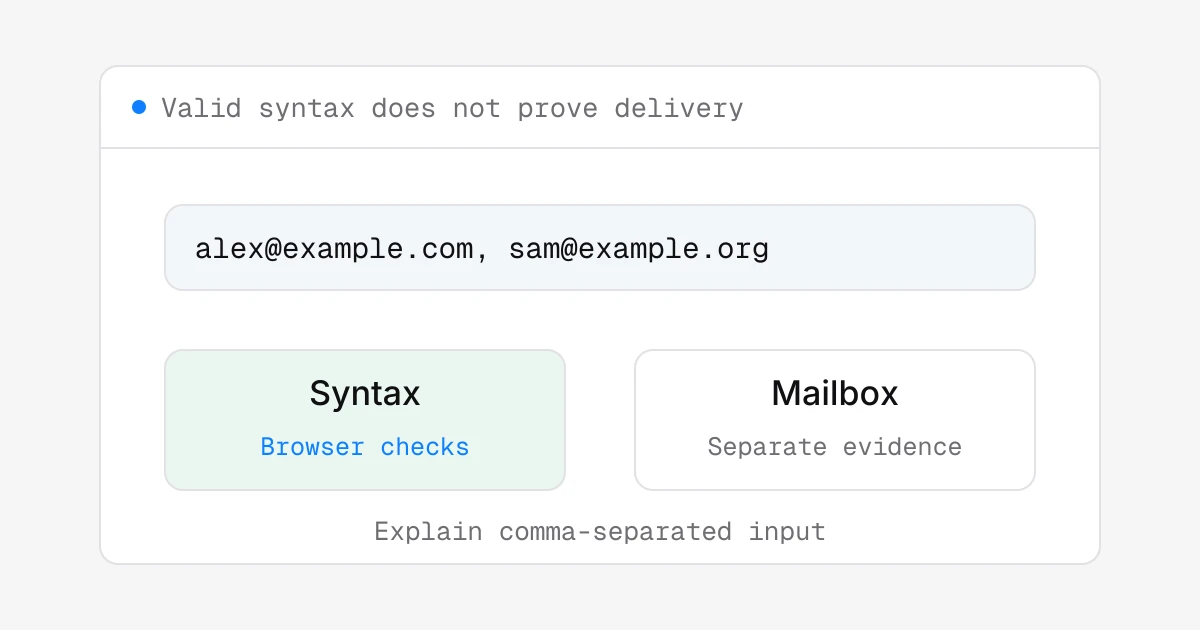 Valid syntax does not prove delivery
alex@example.com, sam@example.org
Syntax
Browser checks
Mailbox
Separate evidence
Explain comma-separated input